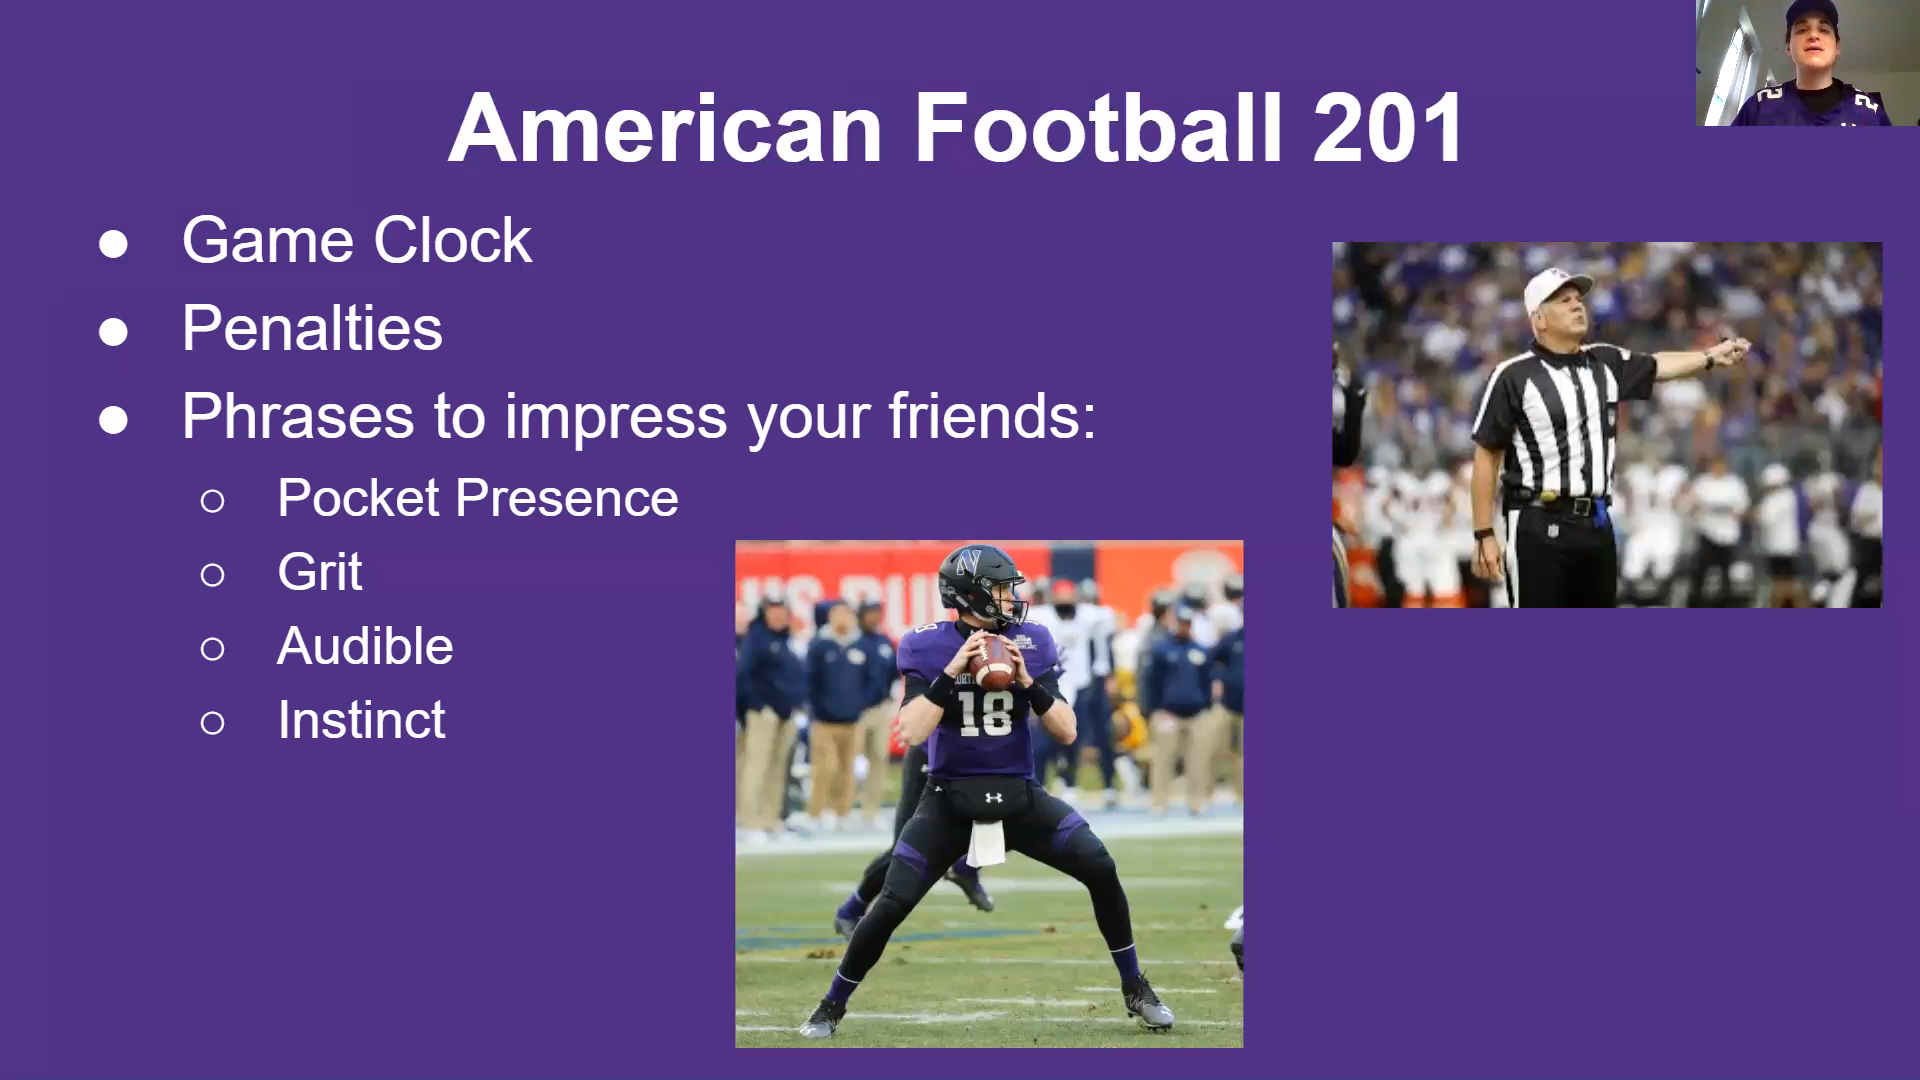 American Football 201
● Game Clock
● Penalties
● Phrases to impress your friends:
○ Pocket Presence
○ Grit
○ Audible
○ Instinct
N
18